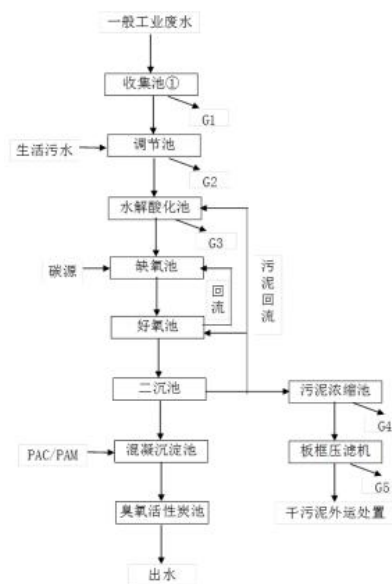 一般工业废水
收集池①
G1
生活污水
调节池
G2
水解酸化池
G3
碳源
缺氧池
回流
污泥回流
好氧池
二沉池
污泥浓缩池
G4
PAC/PAM
混凝沉淀池
板框压滤机
G5
臭氧活性炭池
干污泥外运处置
出水